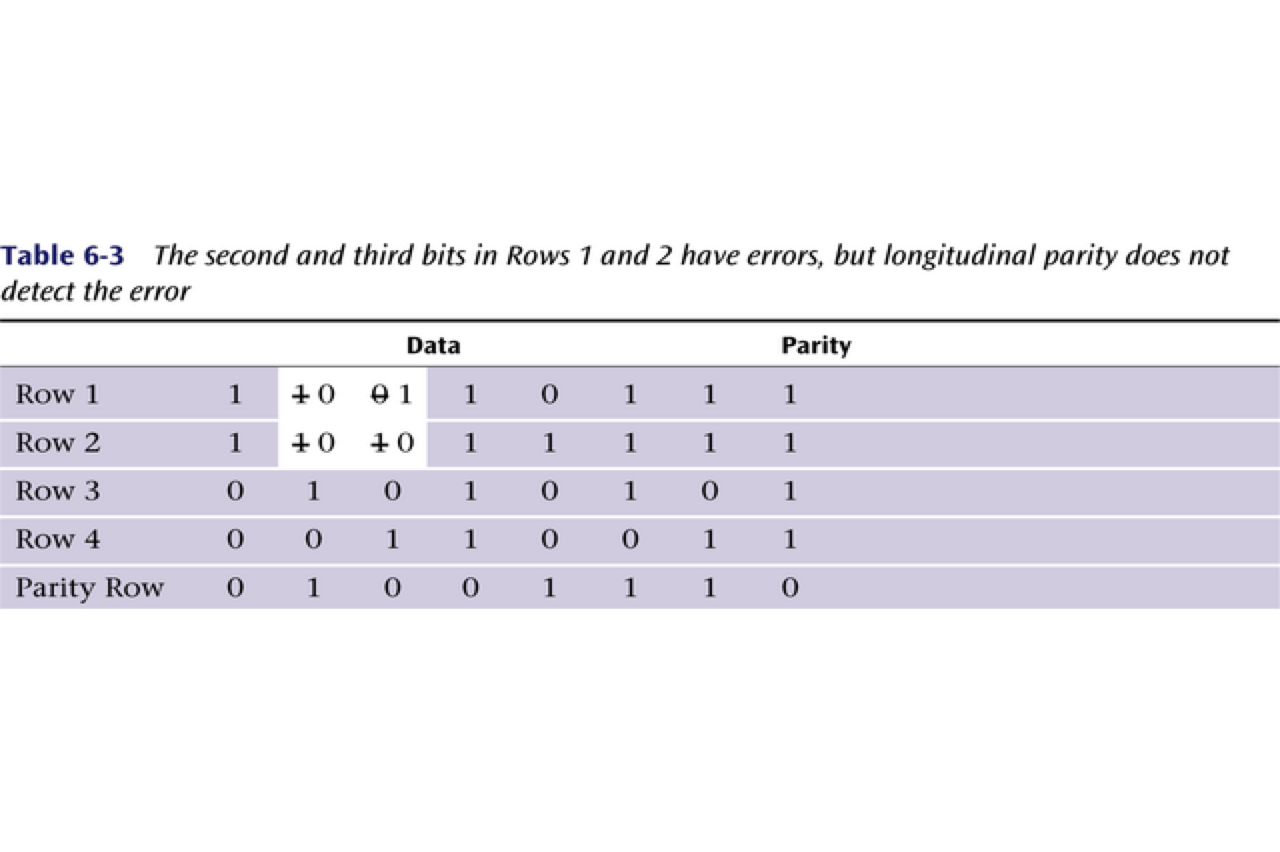 Table 6-3 The second and third bits in Rows 1 and 2 have errors, but longitudinal parity does not
detect the error
Data Parity
Row 1 1 1 0 0 1 1 0 1 1 1
Row 2 1 1 0 1 0 1 1 1 1 1
Row 3 0 1 0 1 0 1 0 1
Row 4 0 0 1 1 0 0 1 1
Parity Row 0 1 0 0 1 1 1 0